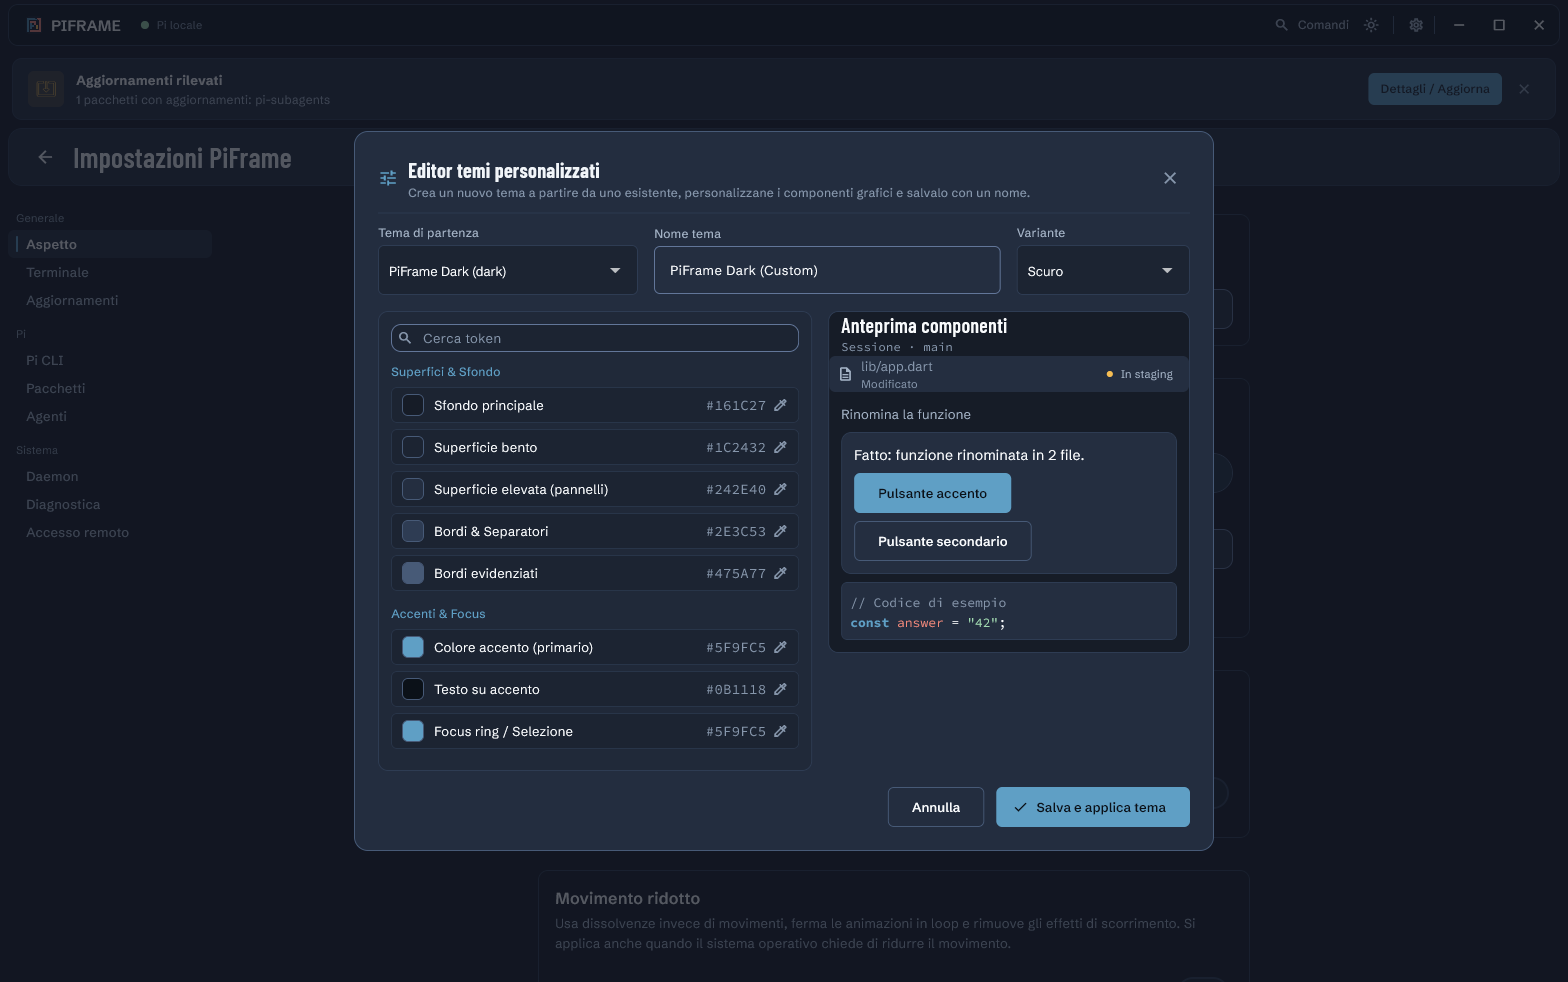 PIFRAME
Pi locale
Comandi
Aggiornamenti rilevati
1 pacchetti con aggiornamenti: pi-subagents
Dettagli / Aggiorna
Impostazioni PiFrame
Generale
Aspetto
Terminale
Aggiornamenti
Pi
Pi CLI
Pacchetti
Agenti
Sistema
Daemon
Diagnostica
Accesso remoto
Editor temi personalizzati
Crea un nuovo tema a partire da uno esistente, personalizzane i componenti grafici e salvalo con un nome.
Tema di partenza
PiFrame Dark (dark)
Nome tema
PiFrame Dark (Custom)
Variante
Scuro
Cerca token
Superfici & Sfondo
Sfondo principale #161C27
Superficie bento #1C2432
Superficie elevata (pannelli) #242E40
Bordi & Separatori #2E3C53
Bordi evidenziati #475A77
Accenti & Focus
Colore accento (primario) #5F9FC5
Testo su accento #0B1118
Focus ring / Selezione #5F9FC5
Anteprima componenti
Sessione · main
lib/app.dart
Modificato
In staging
Rinomina la funzione
Fatto: funzione rinominata in 2 file.
Pulsante accento
Pulsante secondario
// Codice di esempio
const answer = "42";
Annulla
Salva e applica tema
Movimento ridotto
Usa dissolvenze invece di movimenti, ferma le animazioni in loop e rimuove gli effetti di scorrimento. Si
applica anche quando il sistema operativo chiede di ridurre il movimento.